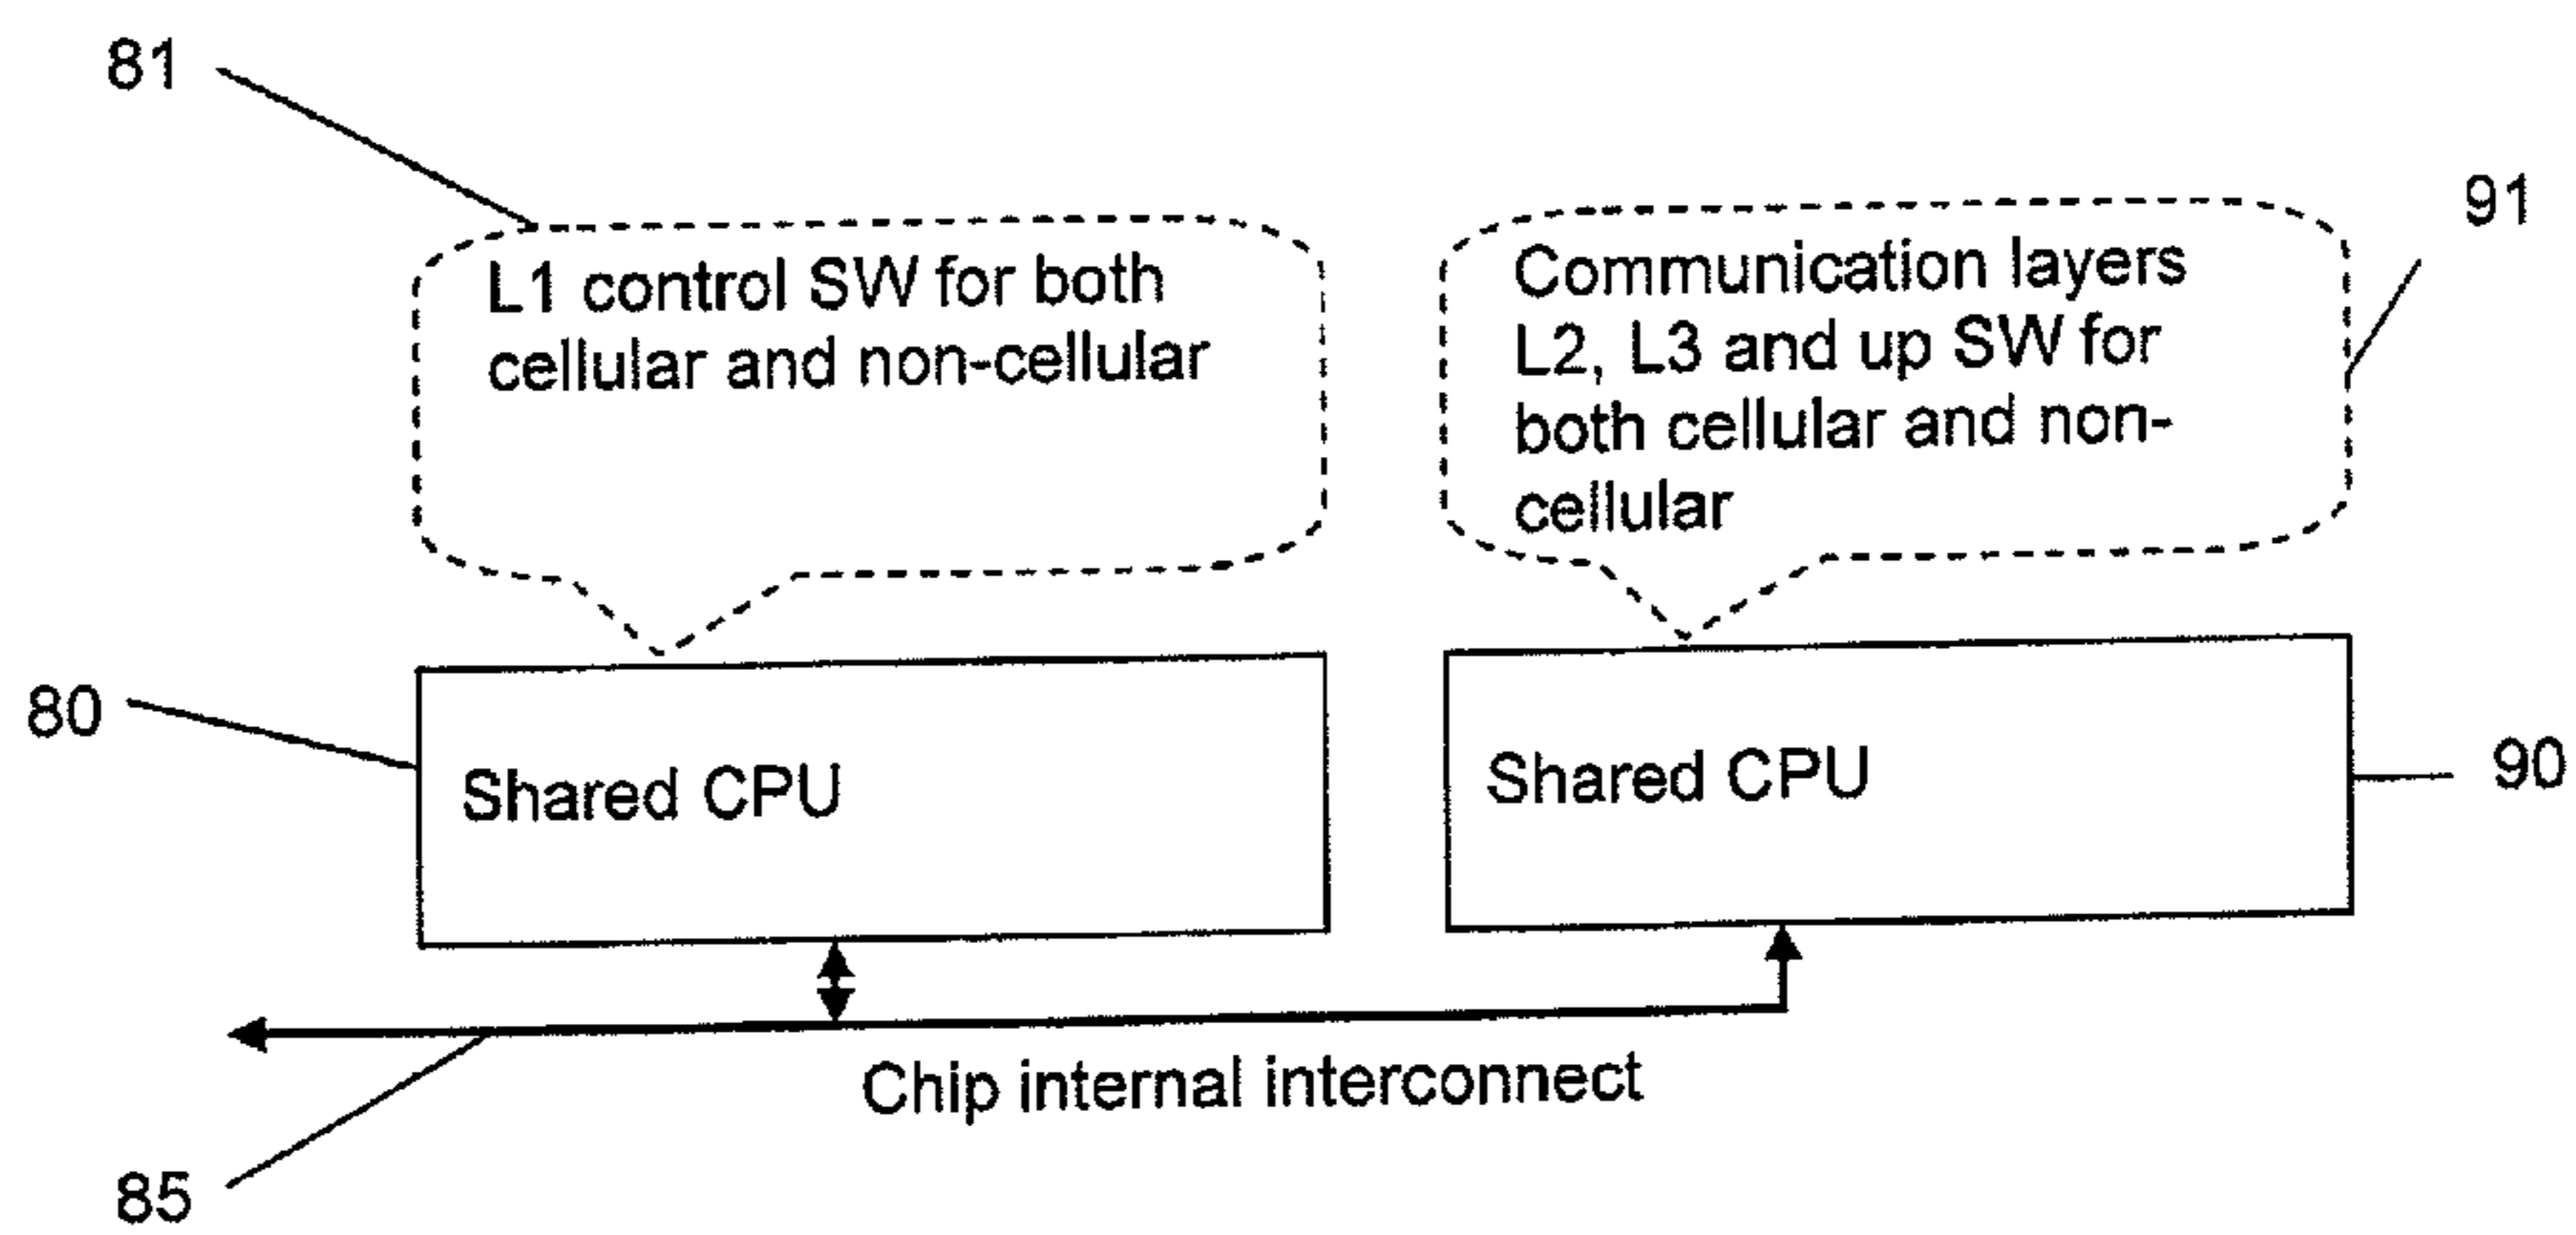 81
91
L1 control SW for both
cellular and non-cellular
Communication layers
L2, L3 and up SW for
both cellular and non-
cellular
80
Shared CPU
Shared CPU
90
Chip internal interconnect
85